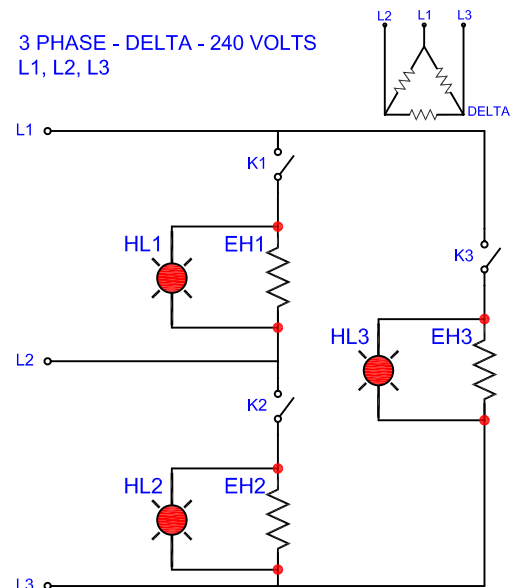 L2 L1 L3
3 PHASE - DELTA - 240 VOLTS
L1, L2, L3
DELTA
L1
K1
HL1 EH1
K3
L2
HL3 EH3
K2
HL2 EH2
L3